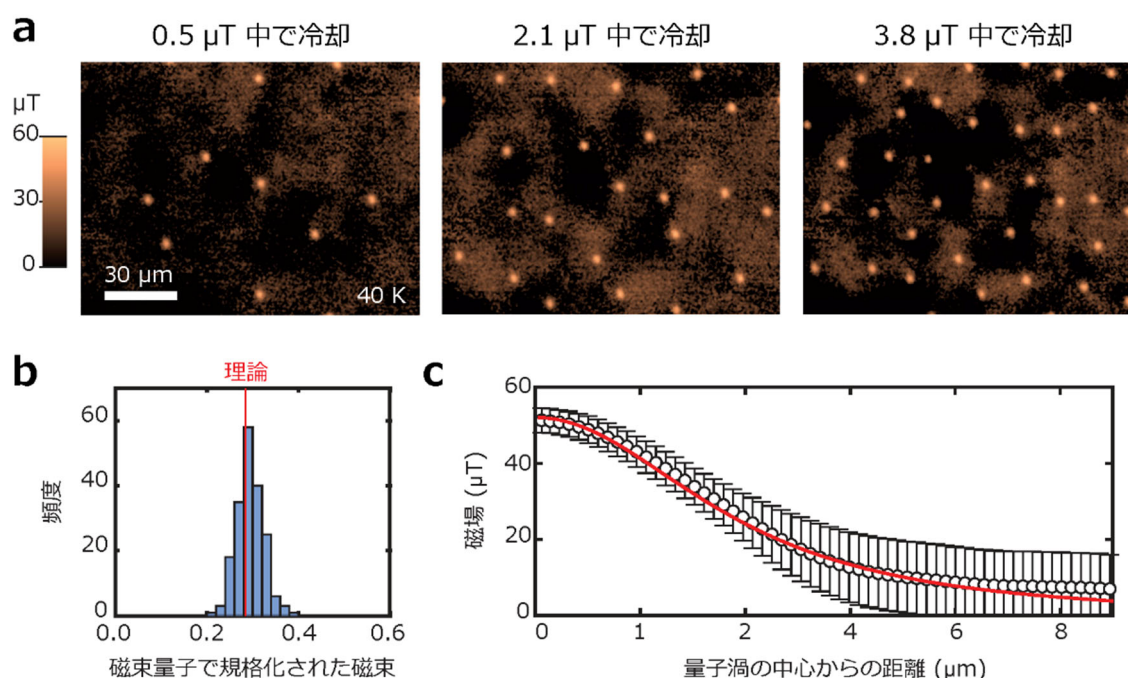 a
0.5 µT 中で冷却
2.1 µT 中で冷却
3.8 µT 中で冷却
µT
60
30
0
30 µm
40 K
b
理論
60
40
20
0
頻度
0.0
0.2
0.4
0.6
磁束量子で規格化された磁束
c
60
40
20
0
磁場 (µT)
0
1
2
4
6
8
量子渦の中心からの距離 (µm)